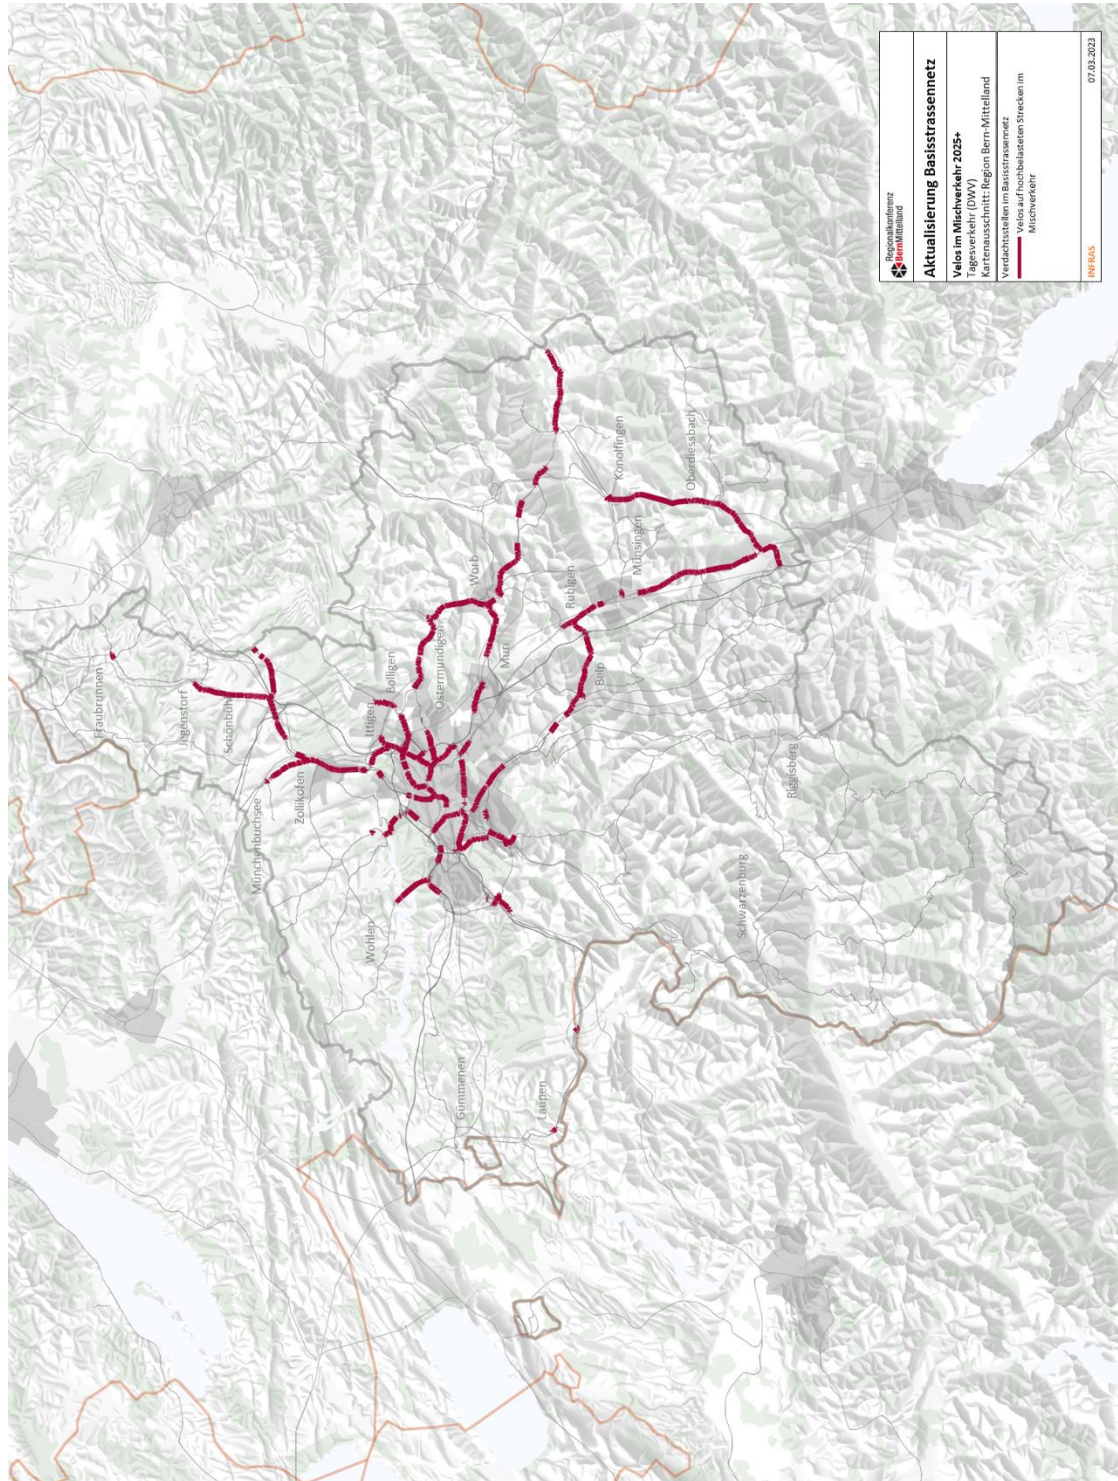 Regionalkonferenz
BernMittelland
Aktualisierung Basisstrassennetz
Velos im Mischverkehr 2025+
Tagesverkehr (DWV)
Kartenausschnitt: Region Bern-Mittelland
Verdachtsstellen im Basisstrassennetz
Velos auf hochbelasteten Strecken im
Mischverkehr
INFRAS
07.03.2023
Fraubrunnen
Jegenstorf
Schönbühl
Münchenbuchsee
Zollikofen
Ittigen
Bolligen
Wohlen
Ostermundigen
Worb
Gümmenen
Muri
Laupen
Rubigen
Belp
Konolfingen
Münsingen
Oberdiessbach
Schwarzenburg
Riggisberg